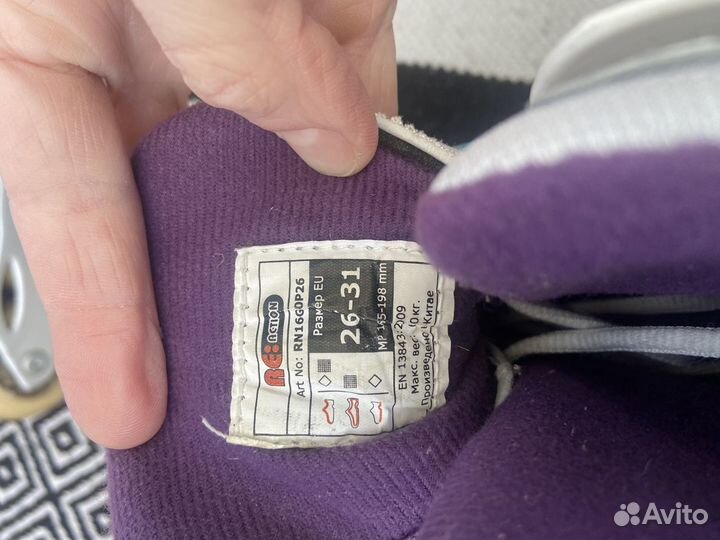 RE:
ACTION
Art No: RN16G0P26
Размер EU
26-31
MP 165-198 mm
EN 13843:2009
Макс. вес
кг.
Произведено
Китае
Avito